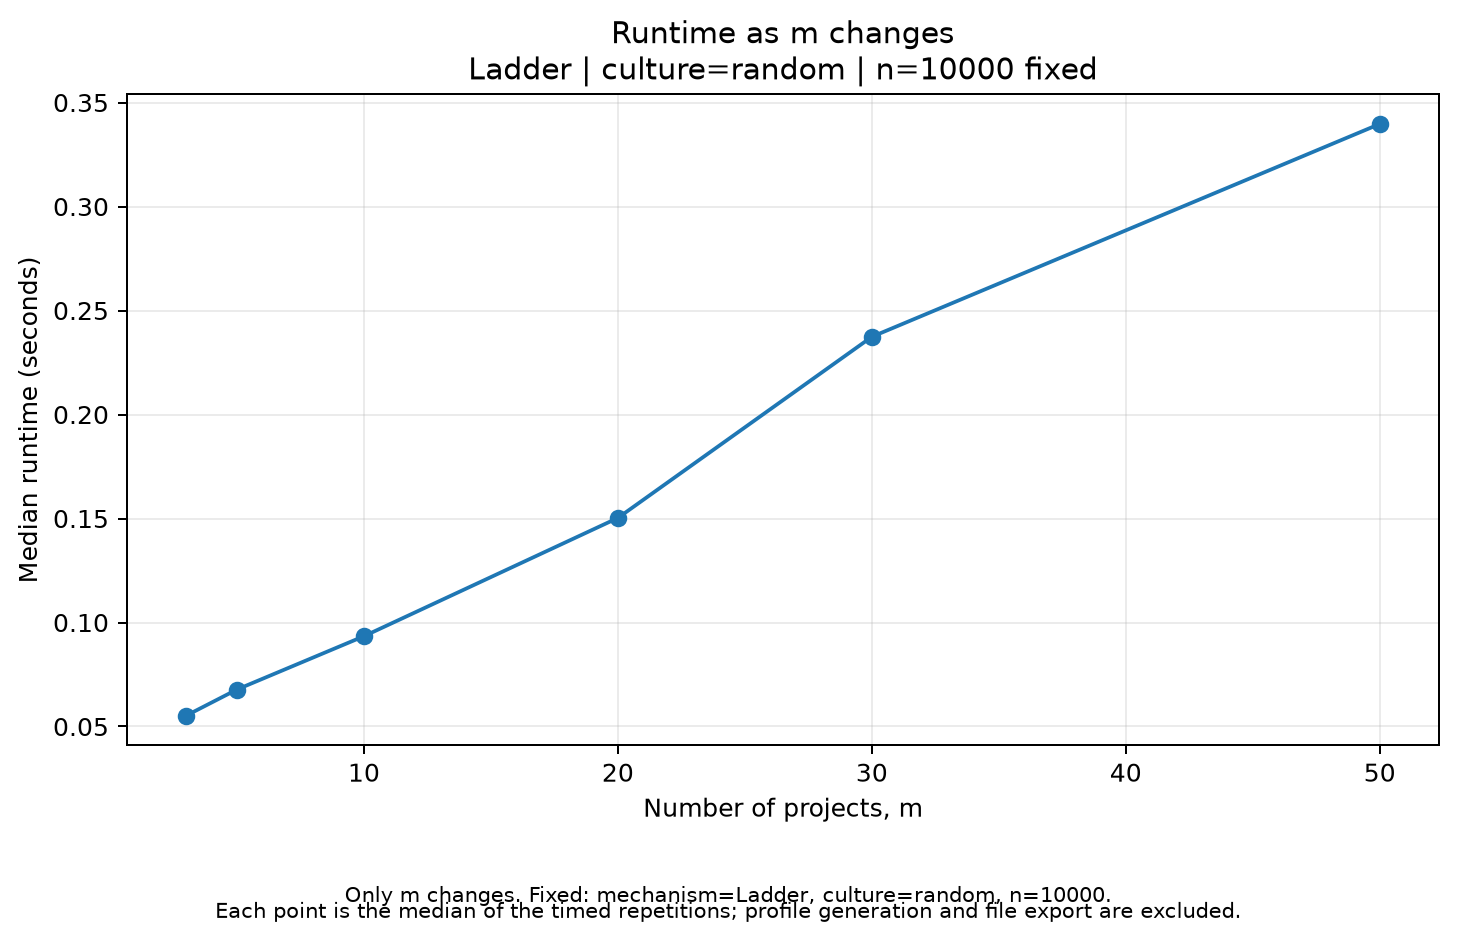 Runtime as m changes
Ladder | culture=random | n=10000 fixed
0.35
0.30
0.25
0.20
0.15
0.10
0.05
Median runtime (seconds)
10 20 30 40 50
Number of projects, m
Only m changes. Fixed: mechanism=Ladder, culture=random, n=10000.
Each point is the median of the timed repetitions; profile generation and file export are excluded.